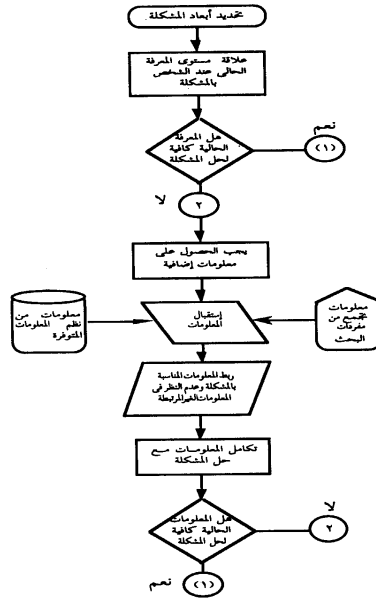 تحديد أبعاد المشكلة
علاقة مستوى المعرفة
الحالى عند الشخص
بالمشكلة
هل المعرفة
الحالية كافية
لحل المشكلة
نعم
(١)
لا
٢
يجب الحصول على
معلومات إضافية
معلومات
تجمع من
مفردات
البحث
إستقبال
المعلومات
معلومات من
نظم المعلومات
المتوفرة
ربط المعلومات المناسبة
بالمشكلة وعدم النظر فى
المعلومات الغير المرتبطة
تكامل المعلومات مع
حل المشكلة
هل المعلومات
الحالية كافية
لحل المشكلة
لا
٢
نعم
(١)